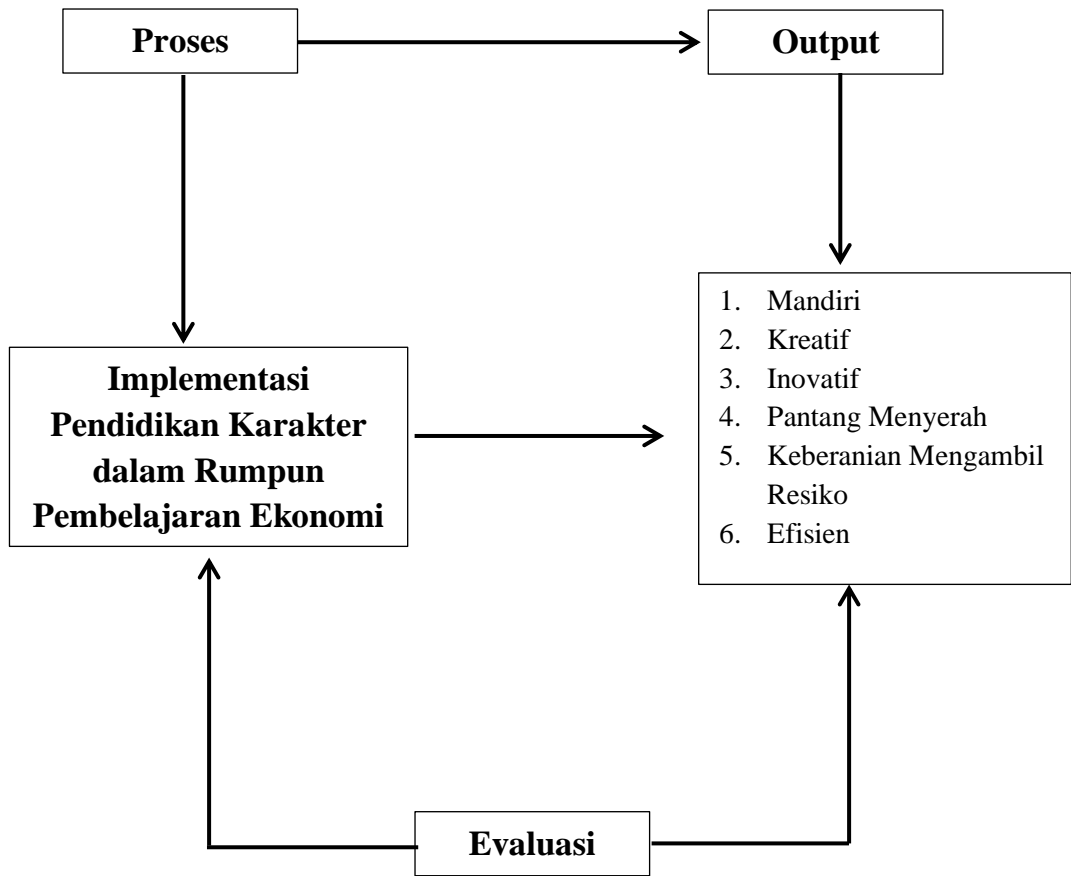 Proses
Output
Implementasi
Pendidikan Karakter
dalam Rumpun
Pembelajaran Ekonomi
1. Mandiri
2. Kreatif
3. Inovatif
4. Pantang Menyerah
5. Keberanian Mengambil
Resiko
6. Efisien
Evaluasi